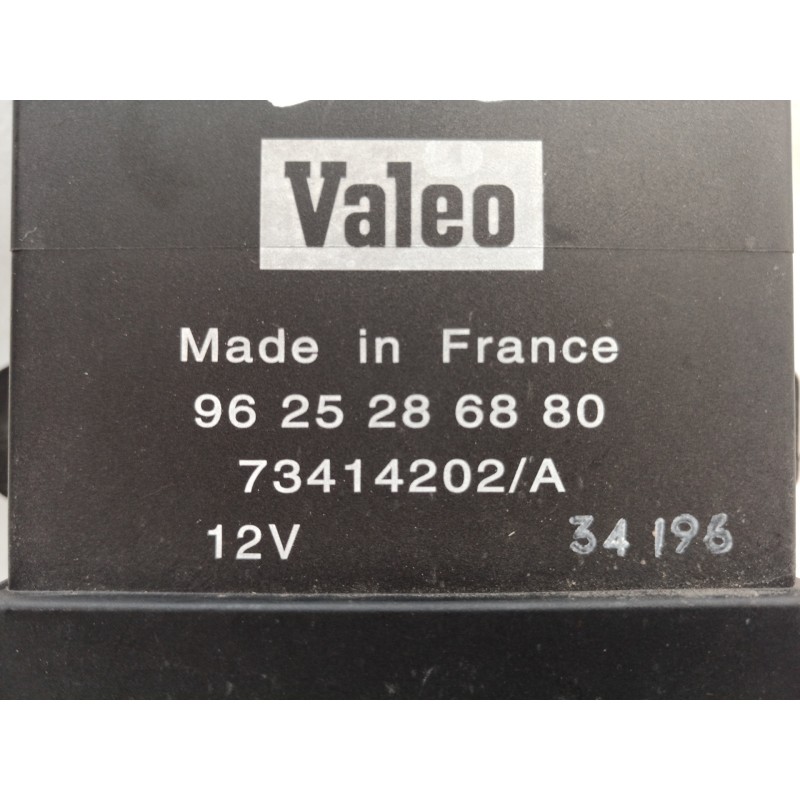 Valeo
Made in France
96 25 28 68 80
73414202/A
12V 34 196